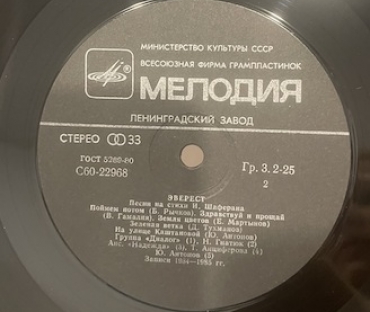 МИНИСТЕРСТВО КУЛЬТУРЫ СССР
ВСЕСОЮЗНАЯ ФИРМА ГРАМПЛАСТИНОК
МЕЛОДИЯ
ЛЕНИНГРАДСКИЙ ЗАВОД
СТЕРЕО 33
ГОСТ 5289-80
С60-22968
Гр. 3. 2-25
2
ЭВЕРЕСТ
Песни на стихи И. Шаферана
Поймем потом (Б. Рычков). Здравствуй и прощай
(В. Гамалия). Земля цветов (Е. Мартынов)
Зеленая ветка (Д. Тухманов)
На улице Каштановой (Ю. Антонов)
Группа «Диалог» (1), Н. Гнатюк (2)
Анс. «Надежда» (3), Т. Анциферова (4)
Ю. Антонов (5)
Записи 1984—1985 гг.